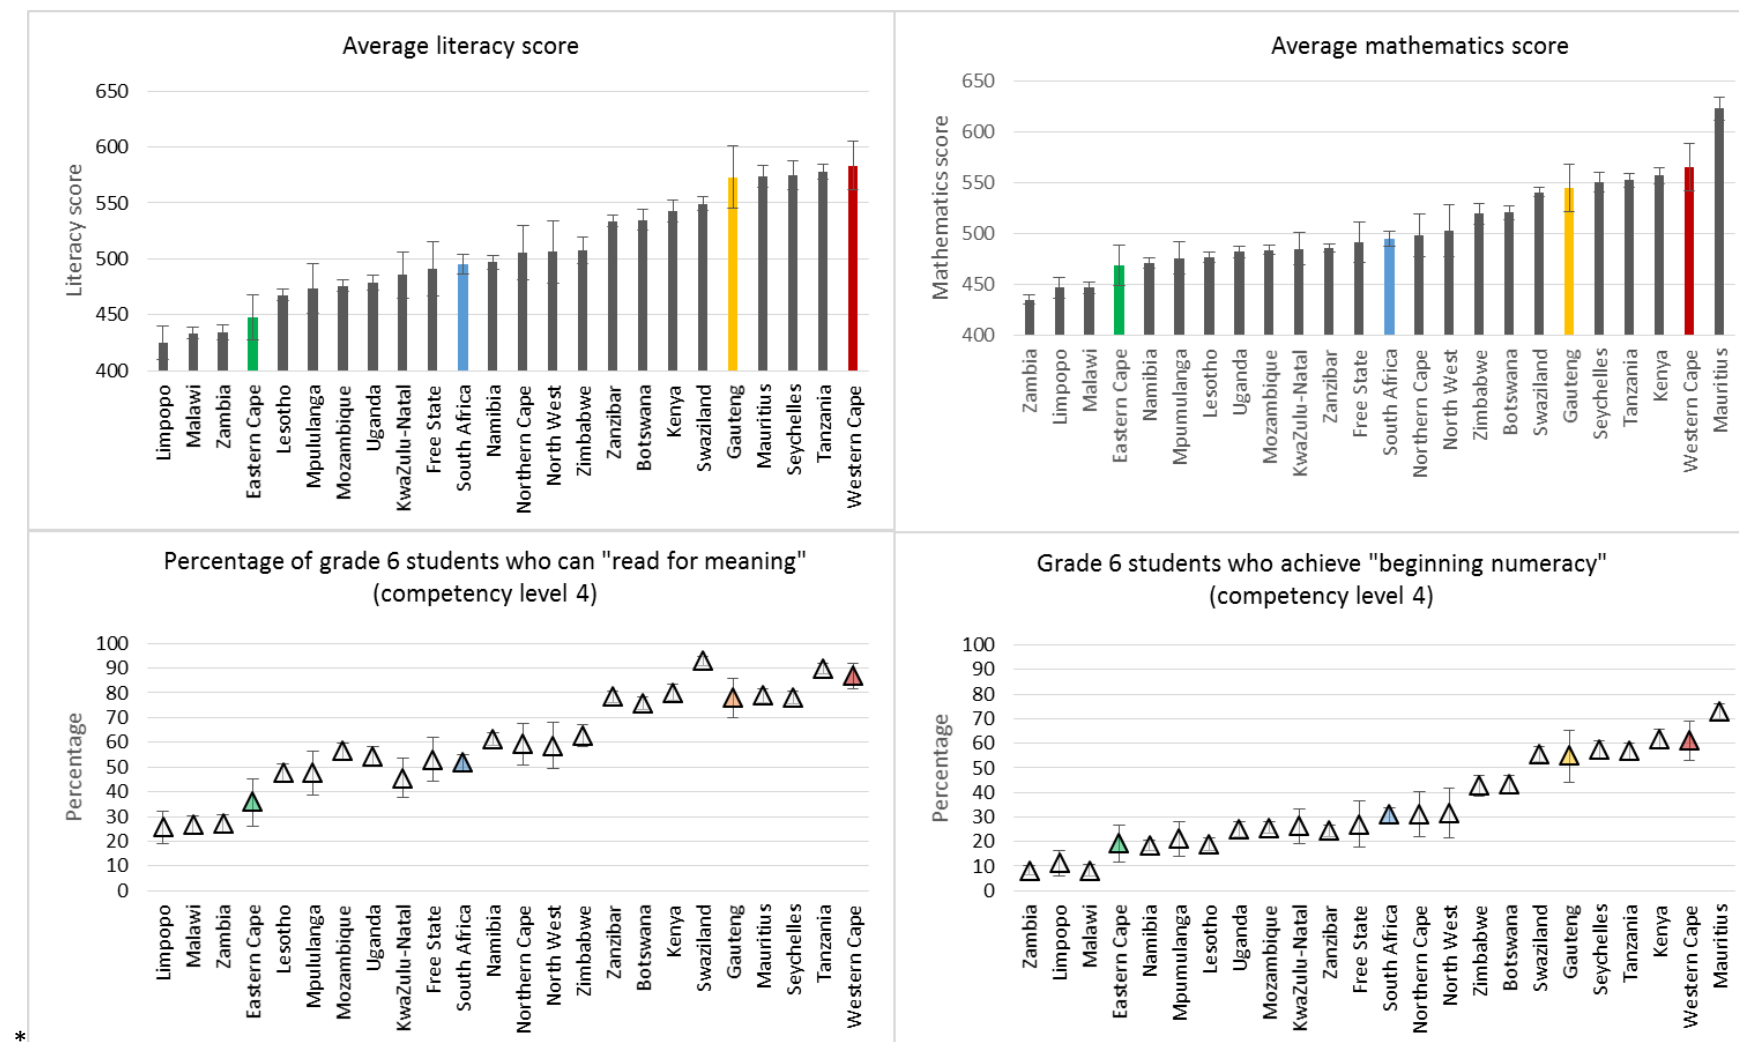 Average literacy score
650
600
550
500
450
400
Literacy score
Limpopo
Malawi
Zambia
Eastern Cape
Lesotho
Mpululanga
Mozambique
Uganda
KwaZulu-Natal
Free State
South Africa
Namibia
Northern Cape
North West
Zimbabwe
Zanzibar
Botswana
Kenya
Swaziland
Gauteng
Mauritius
Seychelles
Tanzania
Western Cape
Average mathematics score
650
600
550
500
450
400
Mathematics score
Zambia
Limpopo
Malawi
Eastern Cape
Namibia
Mpumulanga
Lesotho
Uganda
Mozambique
KwaZulu-Natal
Zanzibar
Free State
South Africa
Northern Cape
North West
Zimbabwe
Botswana
Swaziland
Gauteng
Seychelles
Tanzania
Kenya
Western Cape
Mauritius
Percentage of grade 6 students who can "read for meaning"
(competency level 4)
100
90
80
70
60
50
40
30
20
10
0
Percentage
Limpopo
Malawi
Zambia
Eastern Cape
Lesotho
Mpululanga
Mozambique
Uganda
KwaZulu-Natal
Free State
South Africa
Namibia
Northern Cape
North West
Zimbabwe
Zanzibar
Botswana
Kenya
Swaziland
Gauteng
Mauritius
Seychelles
Tanzania
Western Cape
Grade 6 students who achieve "beginning numeracy"
(competency level 4)
100
90
80
70
60
50
40
30
20
10
0
Percentage
Zambia
Limpopo
Malawi
Eastern Cape
Namibia
Mpumulanga
Lesotho
Uganda
Mozambique
KwaZulu-Natal
Zanzibar
Free State
South Africa
Northern Cape
North West
Zimbabwe
Botswana
Swaziland
Gauteng
Seychelles
Tanzania
Kenya
Western Cape
Mauritius
*